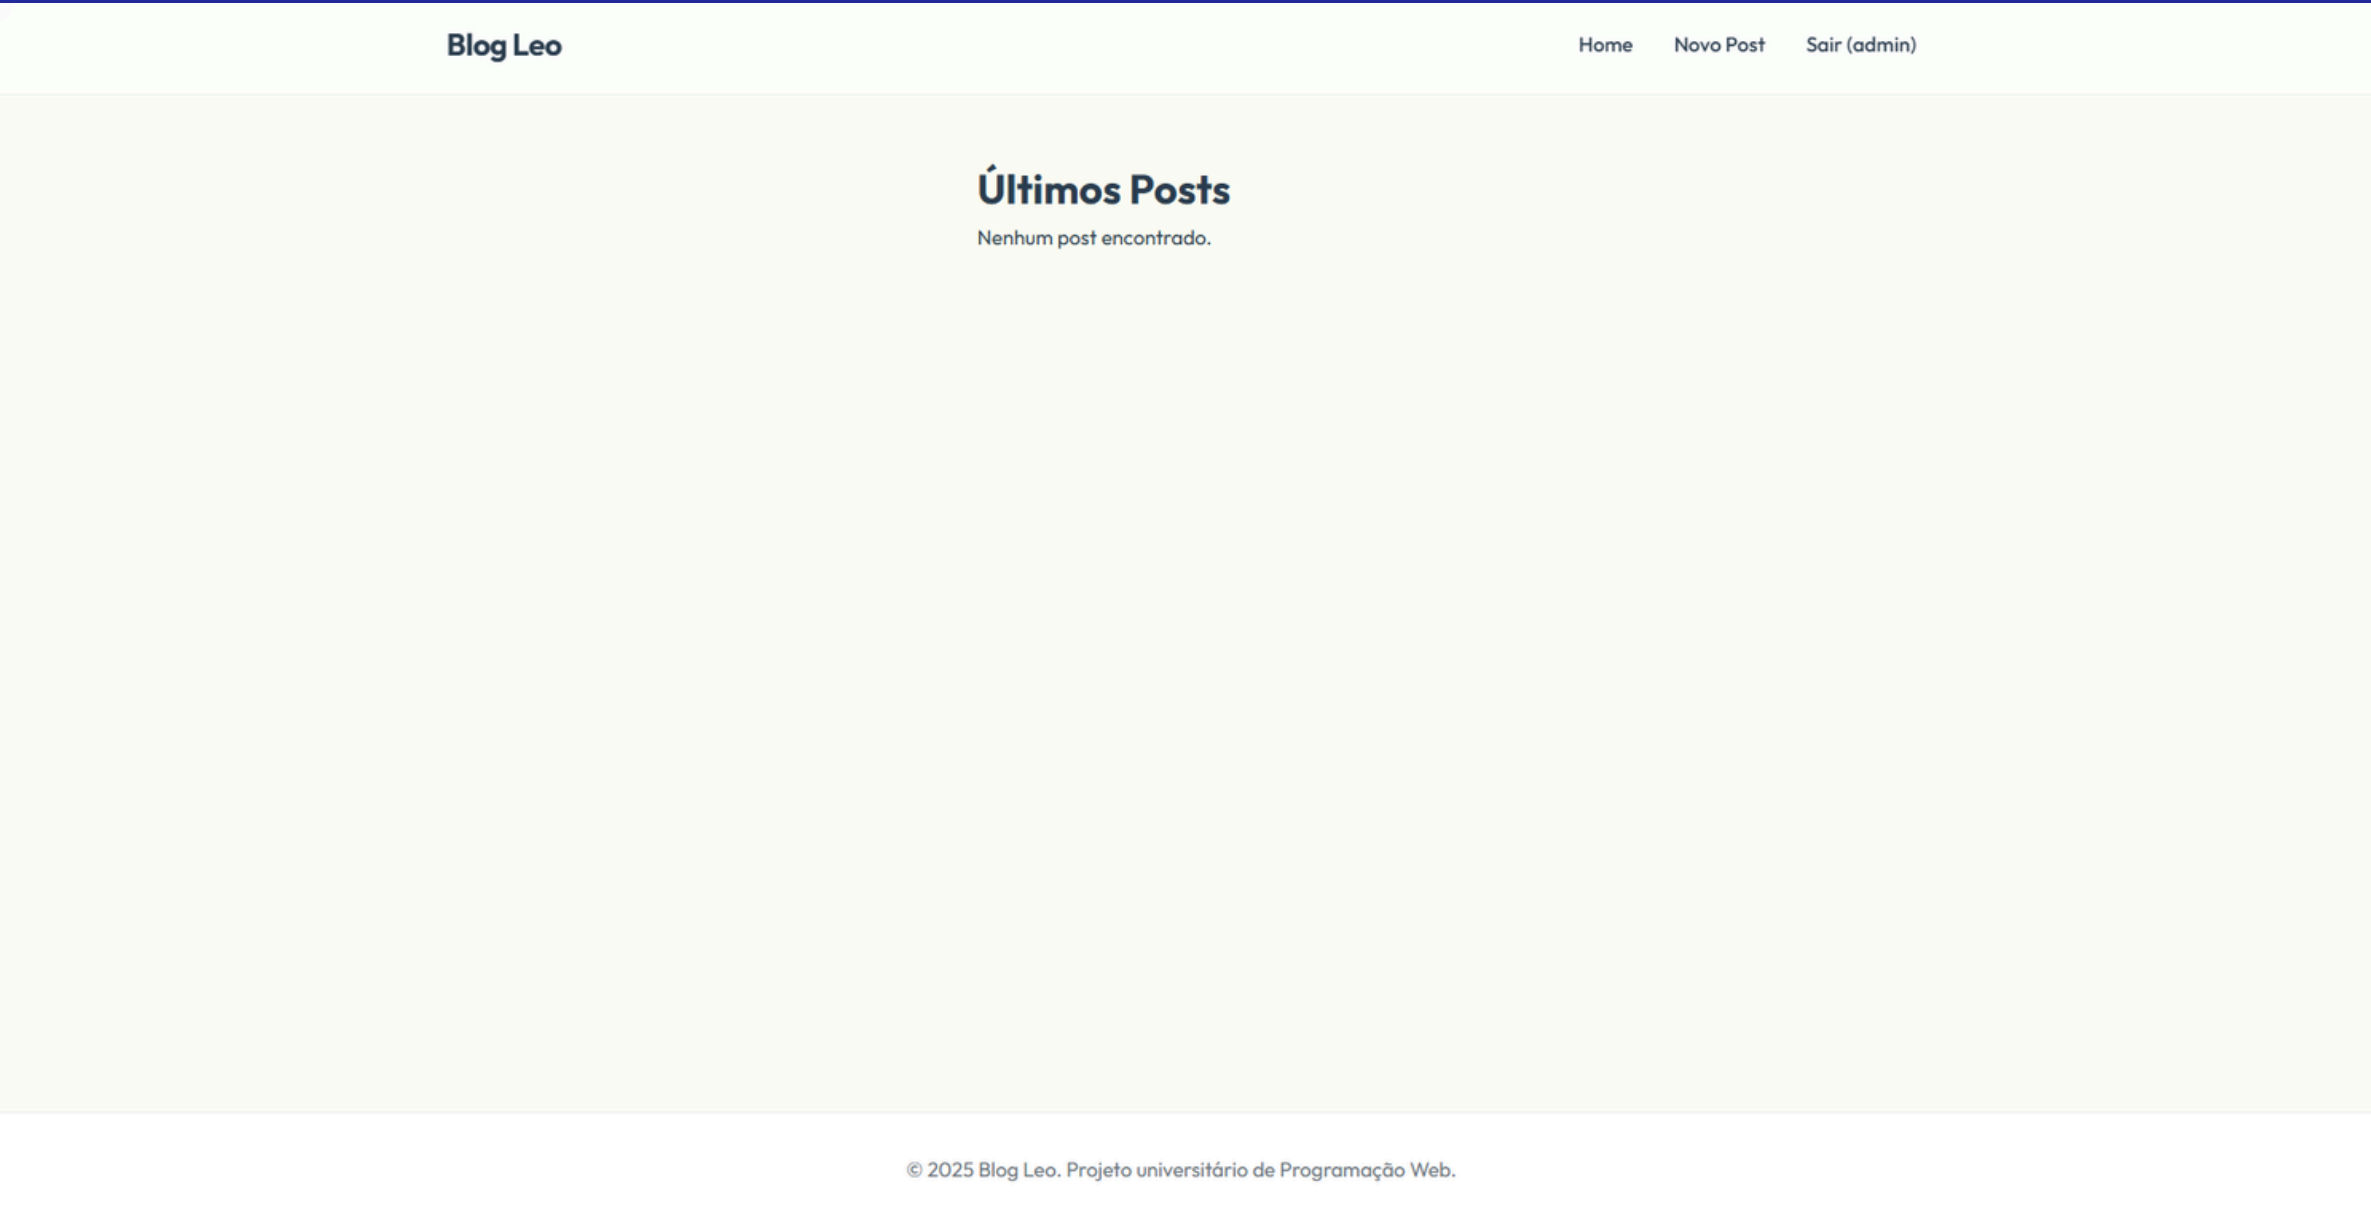 Blog Leo
Home Novo Post Sair (admin)
Últimos Posts
Nenhum post encontrado.
© 2025 Blog Leo. Projeto universitário de Programação Web.